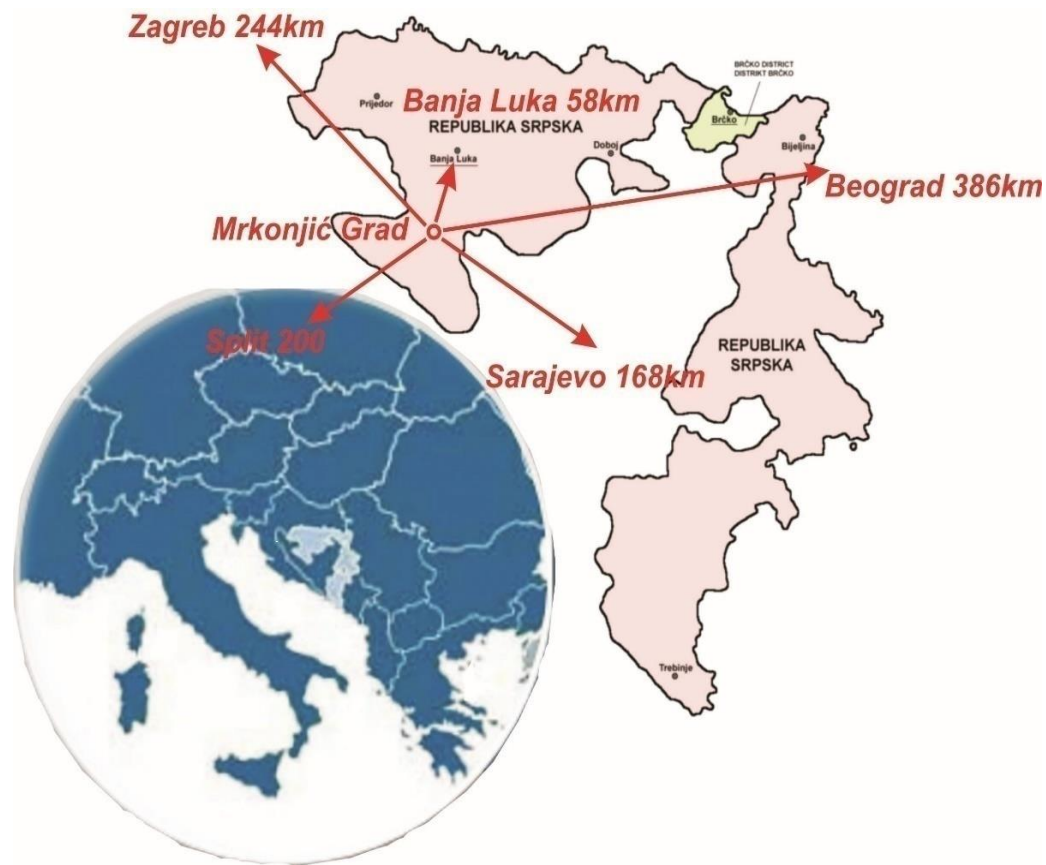 Zagreb 244km
BRČKO DISTRICT
DISTRIKT BRČKO
Prijedor
Banja Luka 58km
REPUBLIKA SRPSKA
Brčko
Doboj
Bijeljina
Banja Luka
Beograd 386km
Mrkonjić Grad
Split 200
Sarajevo 168km
REPUBLIKA
SRPSKA
Trebinje